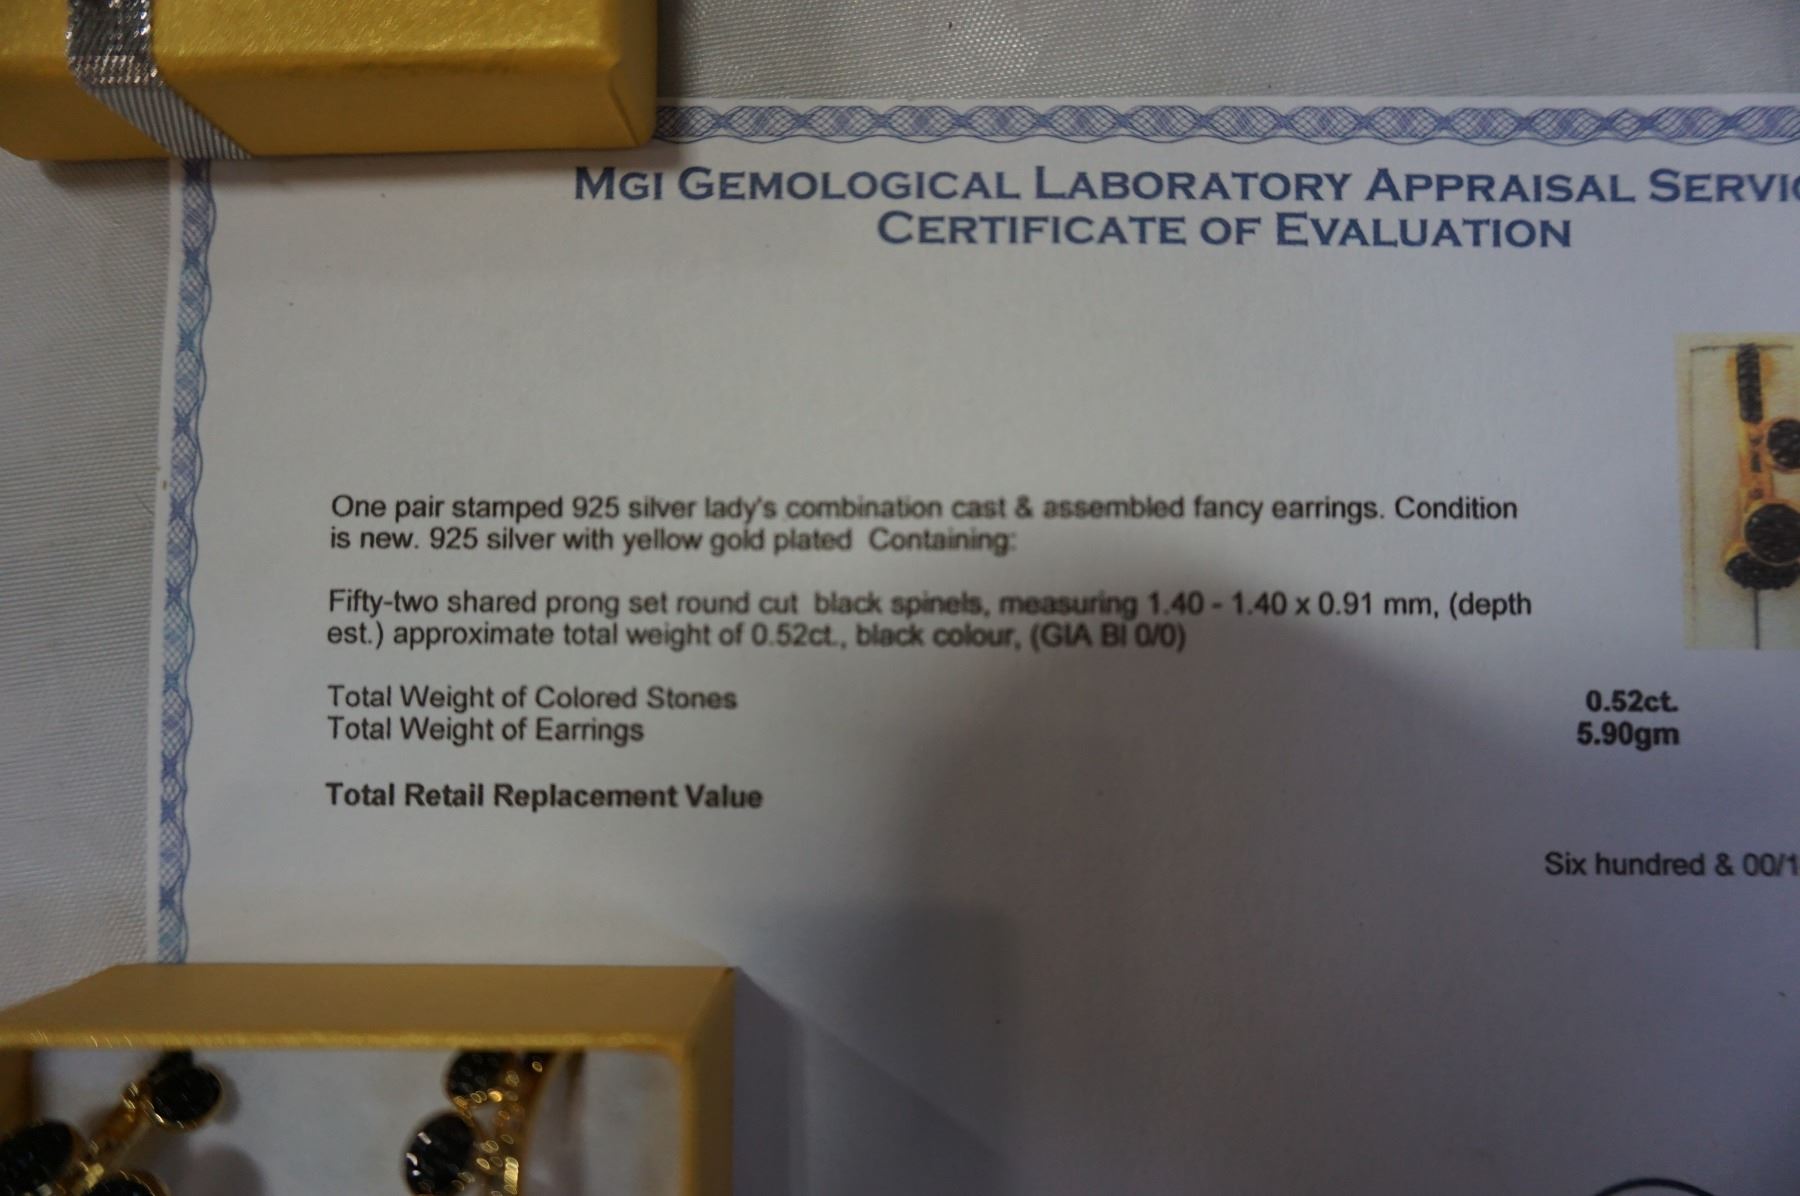 MGI GEMOLOGICAL LABORATORY APPRAISAL SERVIC
CERTIFICATE OF EVALUATION
One pair stamped 925 silver lady's combination cast & assembled fancy earrings. Condition
is new. 925 silver with yellow gold plated Containing:
Fifty-two shared prong set round cut black spinels, measuring 1.40 - 1.40 x 0.91 mm, (depth
est.) approximate total weight of 0.52ct., black colour, (GIA Bl 0/0)
Total Weight of Colored Stones 0.52ct.
Total Weight of Earrings 5.90gm
Total Retail Replacement Value
Six hundred & 00/1